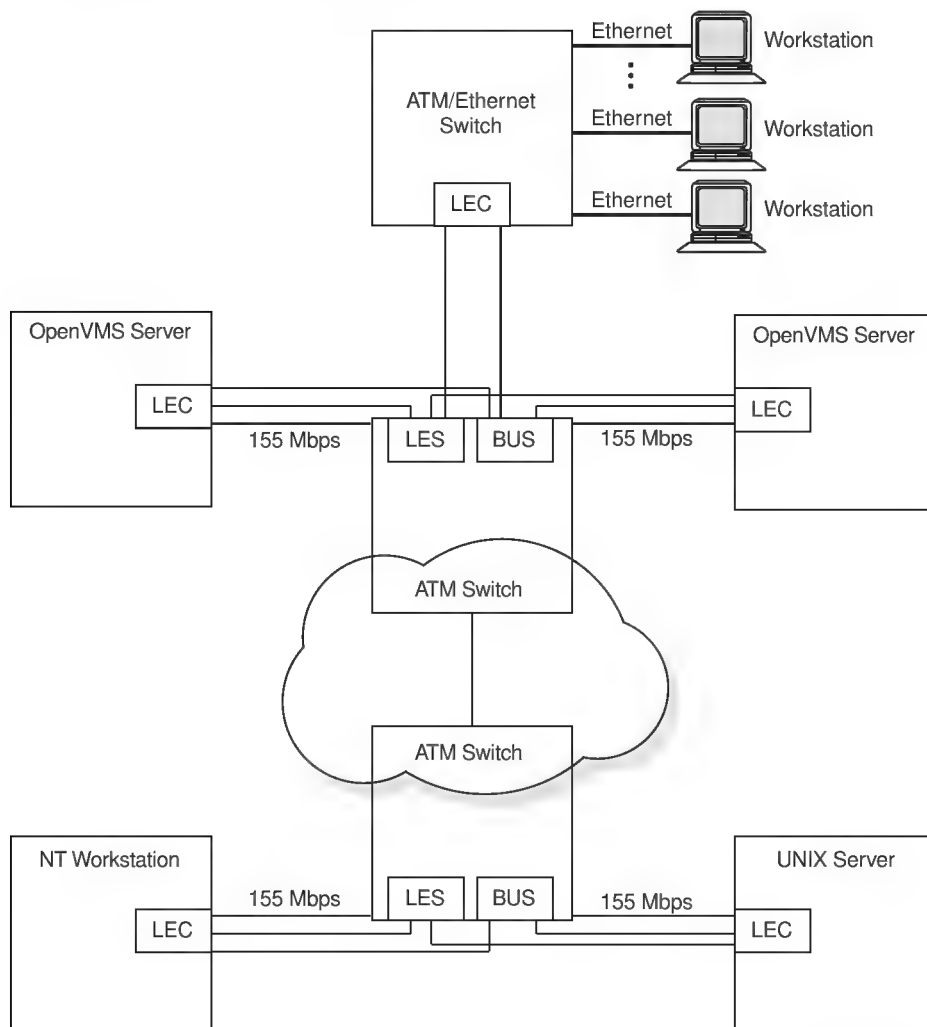 Ethernet
Workstation
ATM/Ethernet
Switch
Ethernet
Workstation
LEC
Ethernet
Workstation
OpenVMS Server
OpenVMS Server
LEC
LEC
155 Mbps
LES
BUS
155 Mbps
ATM Switch
ATM Switch
NT Workstation
UNIX Server
155 Mbps
LES
BUS
155 Mbps
LEC
LEC